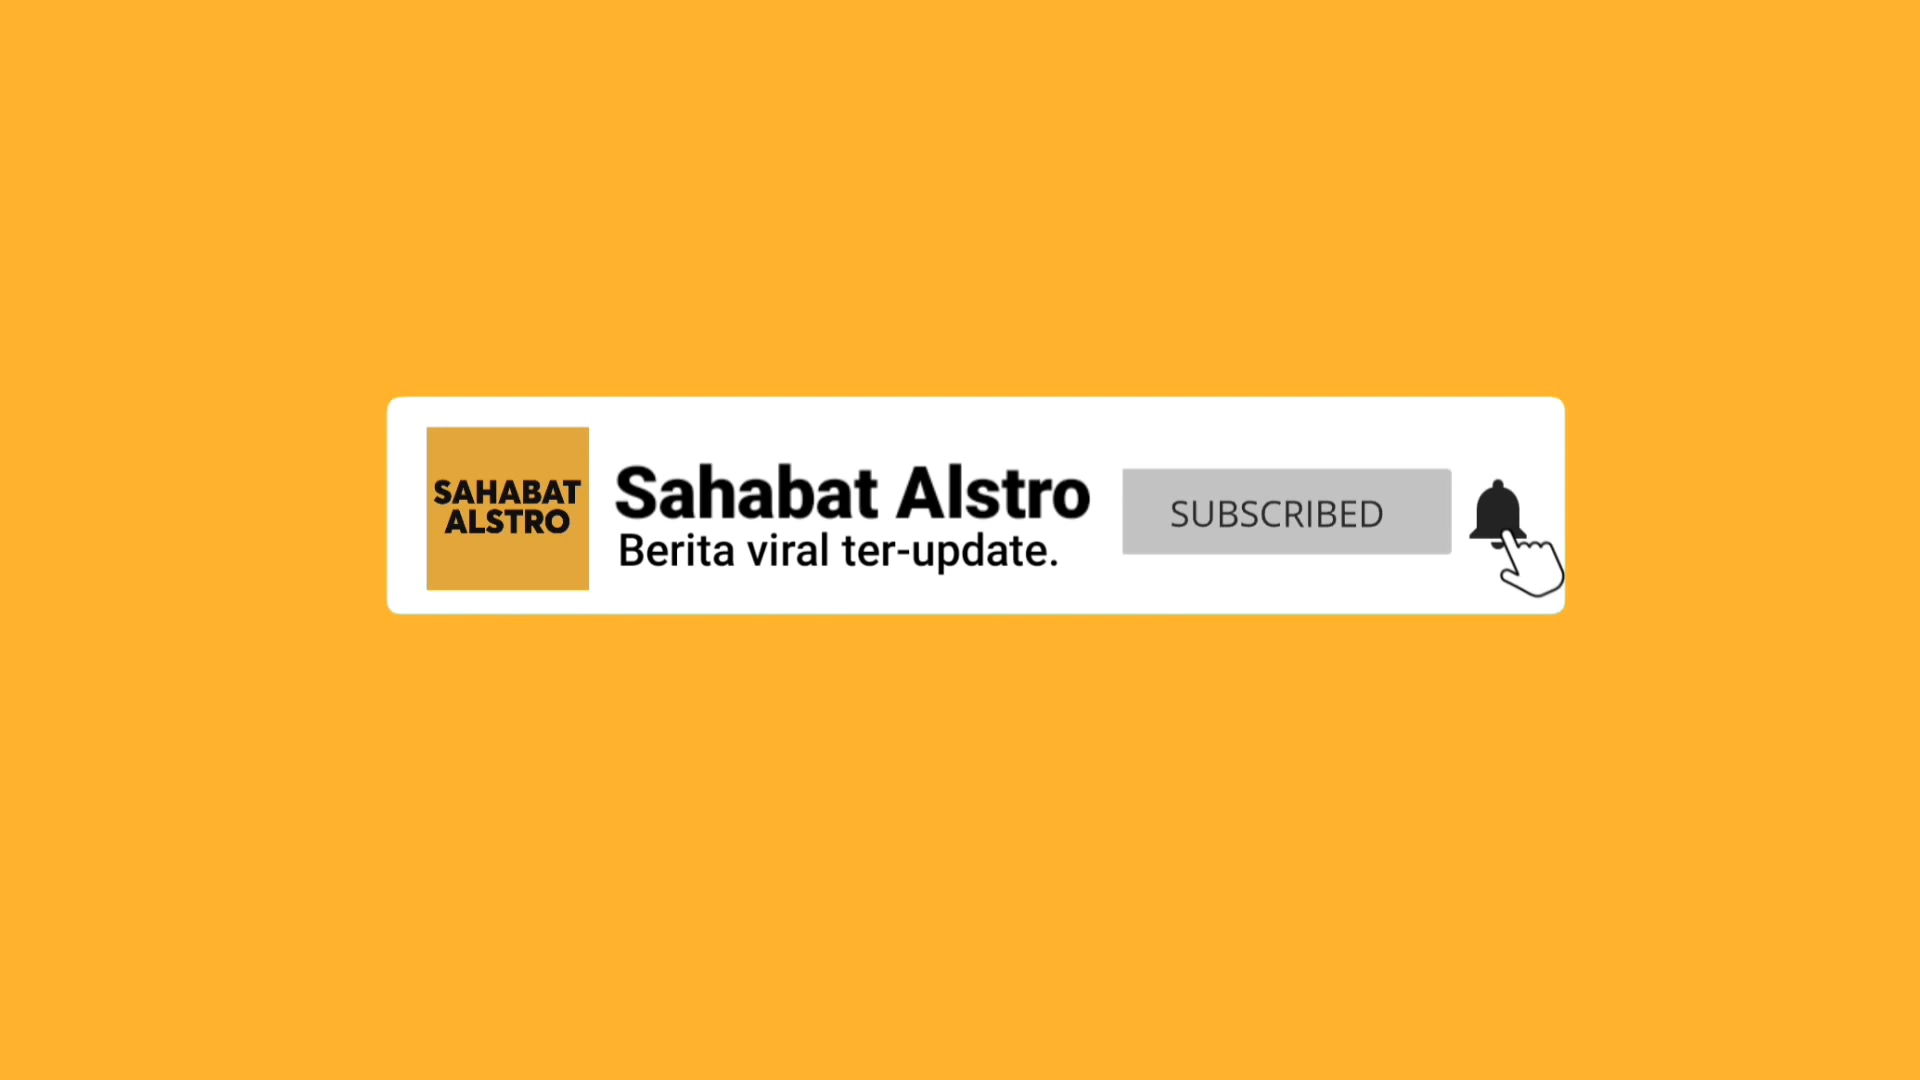 SAHABAT
ALSTRO
Sahabat Alstro
Berita viral ter-update.
SUBSCRIBED